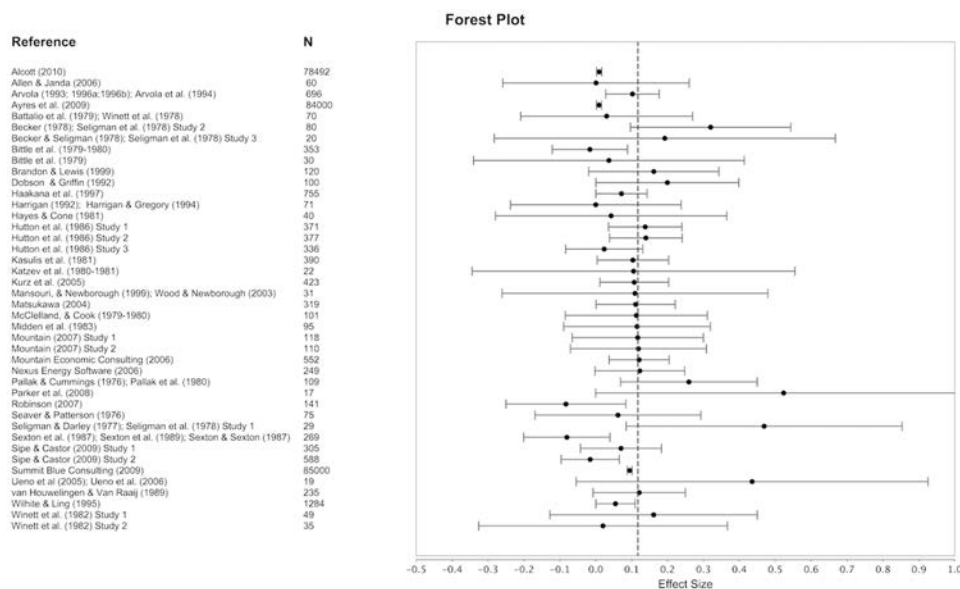 Forest Plot
Reference N
Alcott (2010) 78492
Allen & Janda (2006) 60
Arvola (1993; 1996a;1996b); Arvola et al. (1994) 696
Ayres et al. (2009) 84000
Battalio et al. (1979); Winett et al. (1978) 70
Becker (1978); Seligman et al. (1978) Study 2 80
Becker & Seligman (1978); Seligman et al. (1978) Study 3 20
Bittle et al. (1979-1980) 353
Bittle et al. (1979) 30
Brandon & Lewis (1999) 120
Dobson & Griffin (1992) 100
Haakana et al. (1997) 755
Harrigan (1992); Harrigan & Gregory (1994) 71
Hayes & Cone (1981) 40
Hutton et al. (1986) Study 1 371
Hutton et al. (1986) Study 2 377
Hutton et al. (1986) Study 3 336
Kasulis et al. (1981) 390
Katzev et al. (1980-1981) 22
Kurz et al. (2005) 423
Mansouri, & Newborough (1999); Wood & Newborough (2003) 31
Matsukawa (2004) 319
McClelland, & Cook (1979-1980) 101
Midden et al. (1983) 95
Mountain (2007) Study 1 118
Mountain (2007) Study 2 110
Mountain Economic Consulting (2006) 552
Nexus Energy Software (2006) 249
Pallak & Cummings (1976); Pallak et al. (1980) 109
Parker et al. (2008) 17
Robinson (2007) 141
Seaver & Patterson (1976) 75
Seligman & Darley (1977); Seligman et al. (1978) Study 1 29
Sexton et al. (1987); Sexton et al. (1989); Sexton & Sexton (1987) 269
Sipe & Castor (2009) Study 1 305
Sipe & Castor (2009) Study 2 588
Summit Blue Consulting (2009) 85000
Ueno et al (2005); Ueno et al. (2006) 19
van Houwelingen & Van Raaij (1989) 235
Wilhite & Ling (1995) 1284
Winett et al. (1982) Study 1 49
Winett et al. (1982) Study 2 35
−0.5 −0.4 −0.3 −0.2 −0.1 0.0 0.1 0.2 0.3 0.4 0.5 0.6 0.7 0.8 0.9 1.0
Effect Size